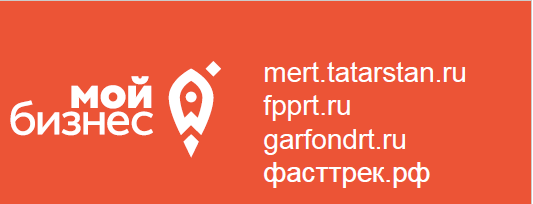 мой
бизнес
mert.tatarstan.ru
fpprt.ru
garfondrt.ru
фасттрек.рф